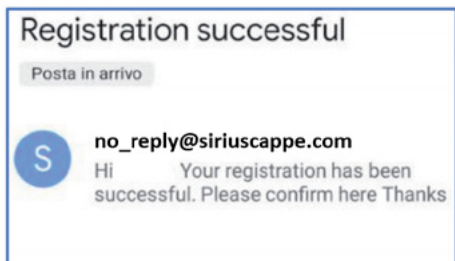 Registration successful
Posta in arrivo
S
no_reply@siriuscappe.com
Hi Your registration has been
successful. Please confirm here Thanks